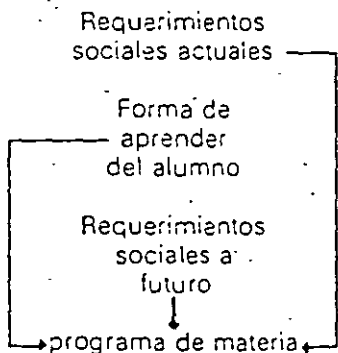 Requerimientos
sociales actuales
Forma de
aprender
del alumno
Requerimientos
sociales a
futuro
programa de materia